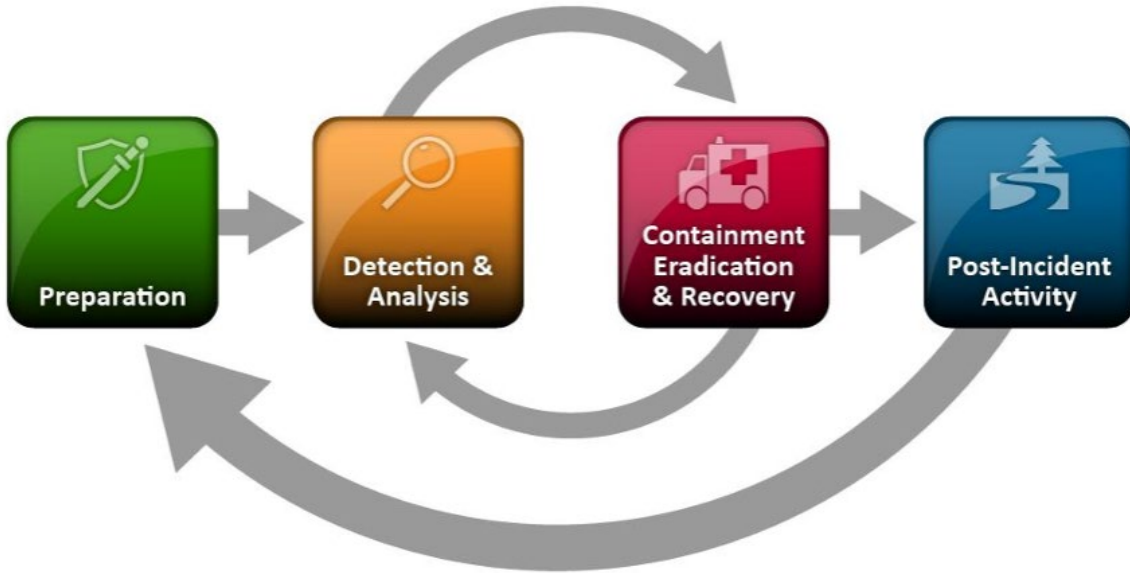 Preparation
Detection &
Analysis
Containment
Eradication
& Recovery
Post-Incident
Activity